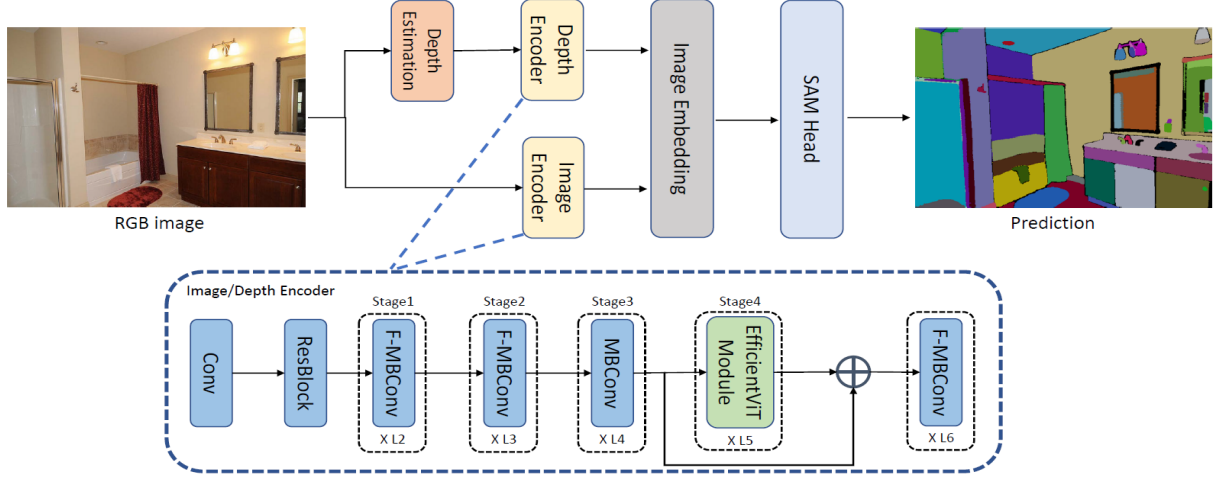 Depth
Estimation
Depth
Encoder
Image
Encoder
Image Embedding
SAM Head
RGB image
Prediction
Image/Depth Encoder
Stage1
Stage2
Stage3
Stage4
Conv
ResBlock
F-MBConv
F-MBConv
MBConv
EfficientViT
Module
F-MBConv
X L2
X L3
X L4
X L5
X L6